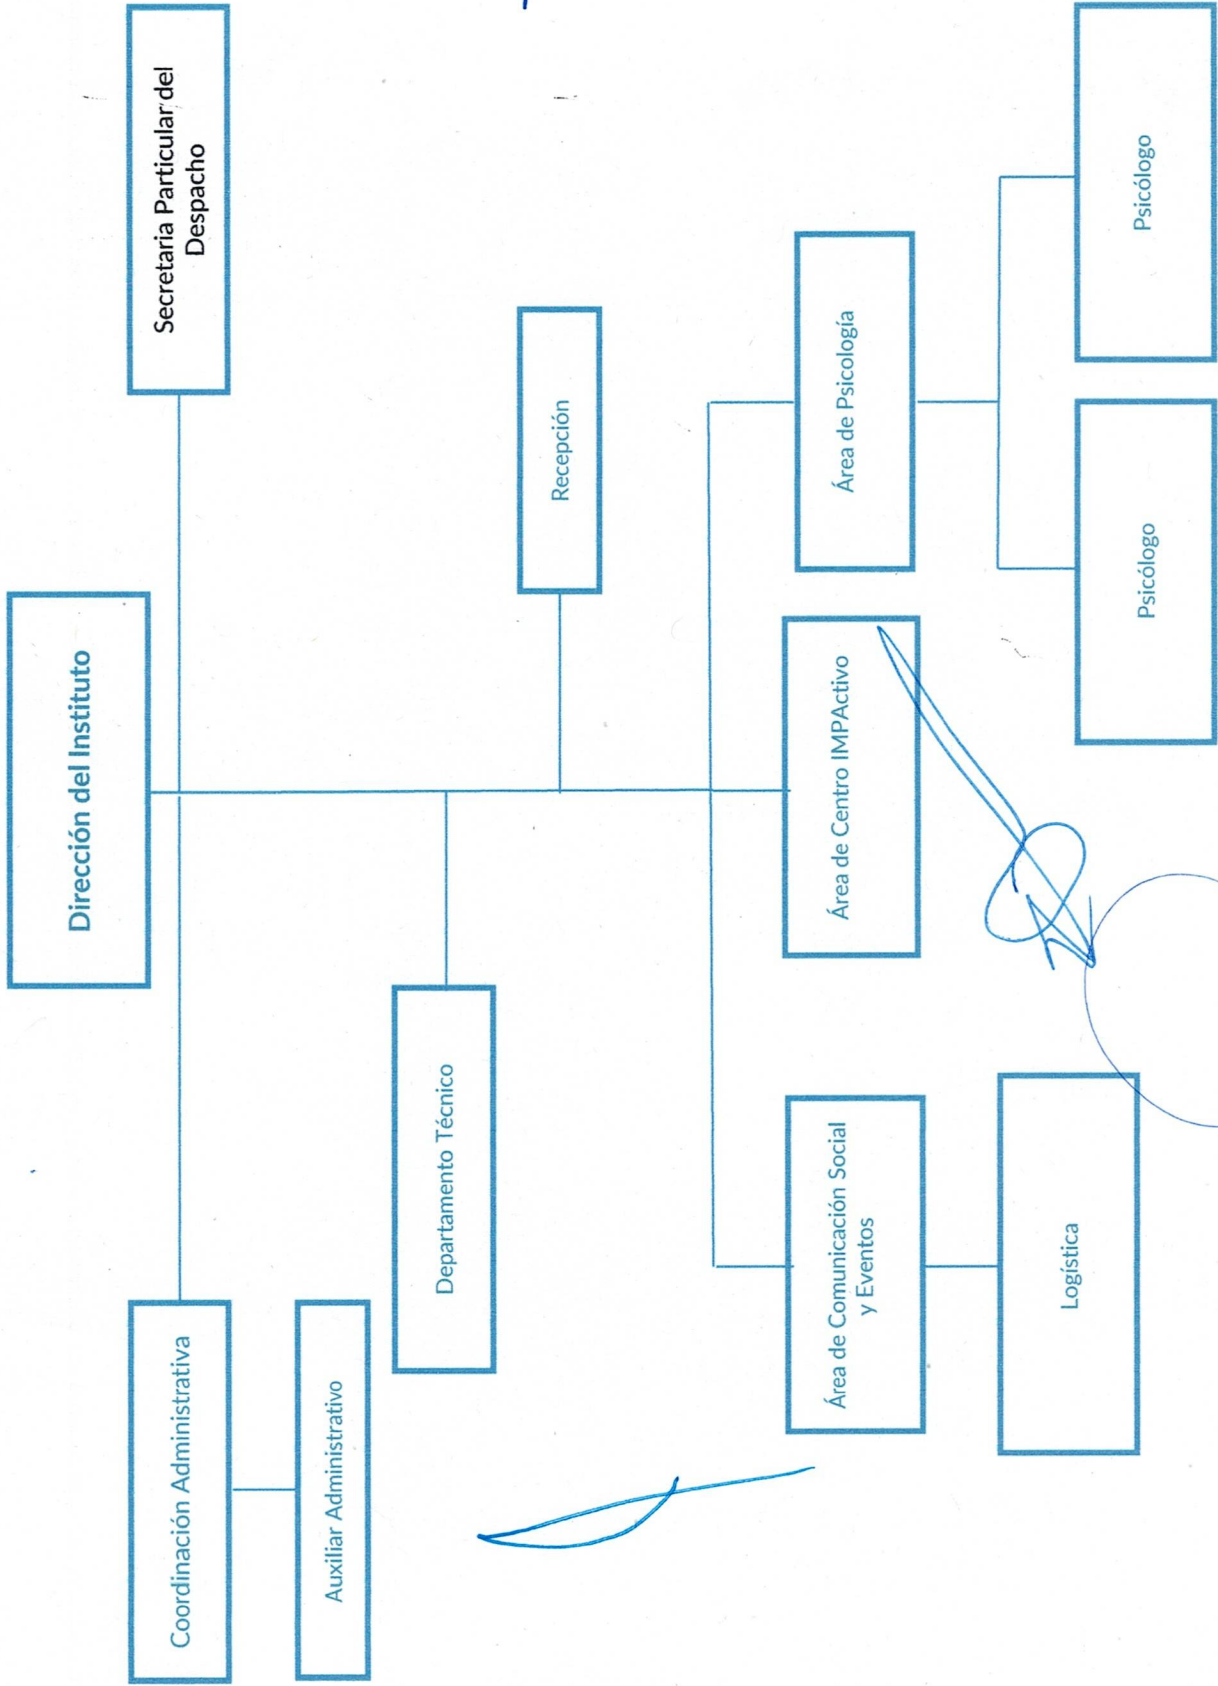 Dirección del Instituto
Coordinación Administrativa
Secretaria Particular del
Despacho
Auxiliar Administrativo
Departamento Técnico
Recepción
Área de Comunicación Social
y Eventos
Área de Centro IMPActivo
Área de Psicología
Logística
Psicólogo
Psicólogo